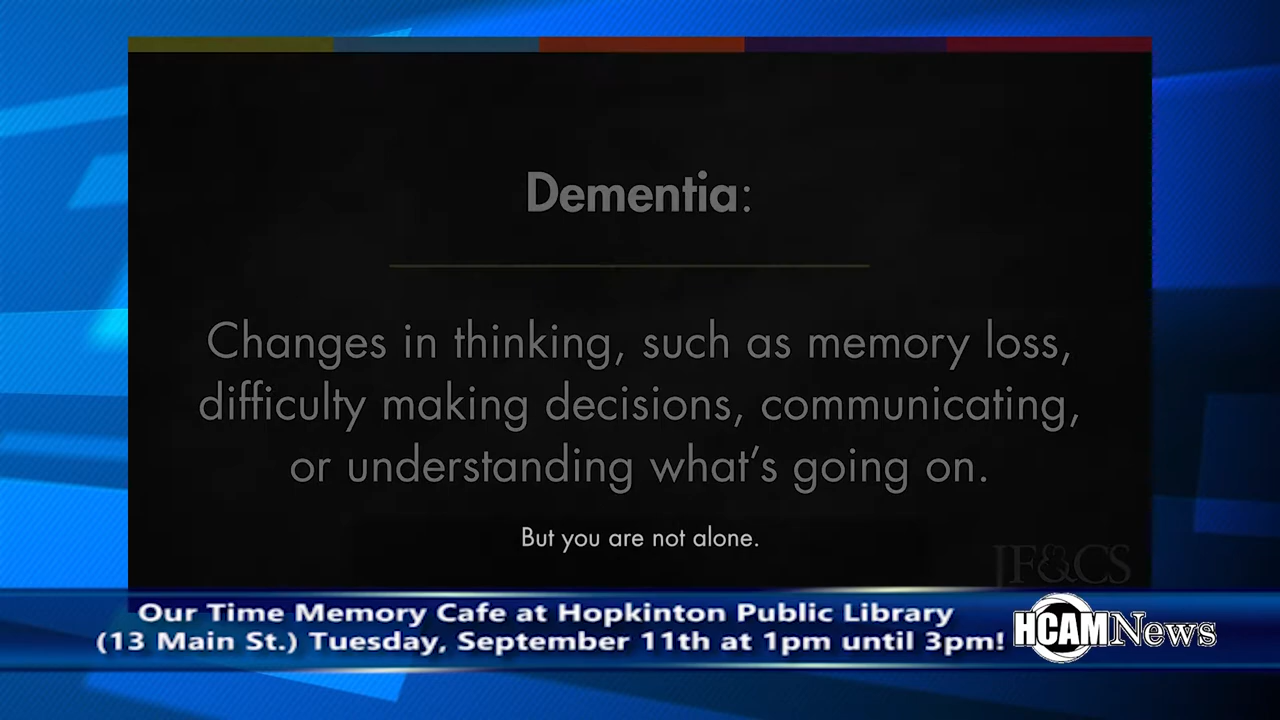 Dementia:
Changes in thinking, such as memory loss,
difficulty making decisions, communicating,
or understanding what's going on.
But you are not alone.
JF&CS
Our Time Memory Cafe at Hopkinton Public Library
(13 Main St.) Tuesday, September 11th at 1pm until 3pm!
HCAM News